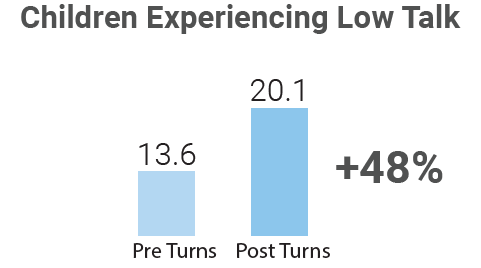 Children Experiencing Low Talk
20.1
13.6
+48%
Pre Turns Post Turns